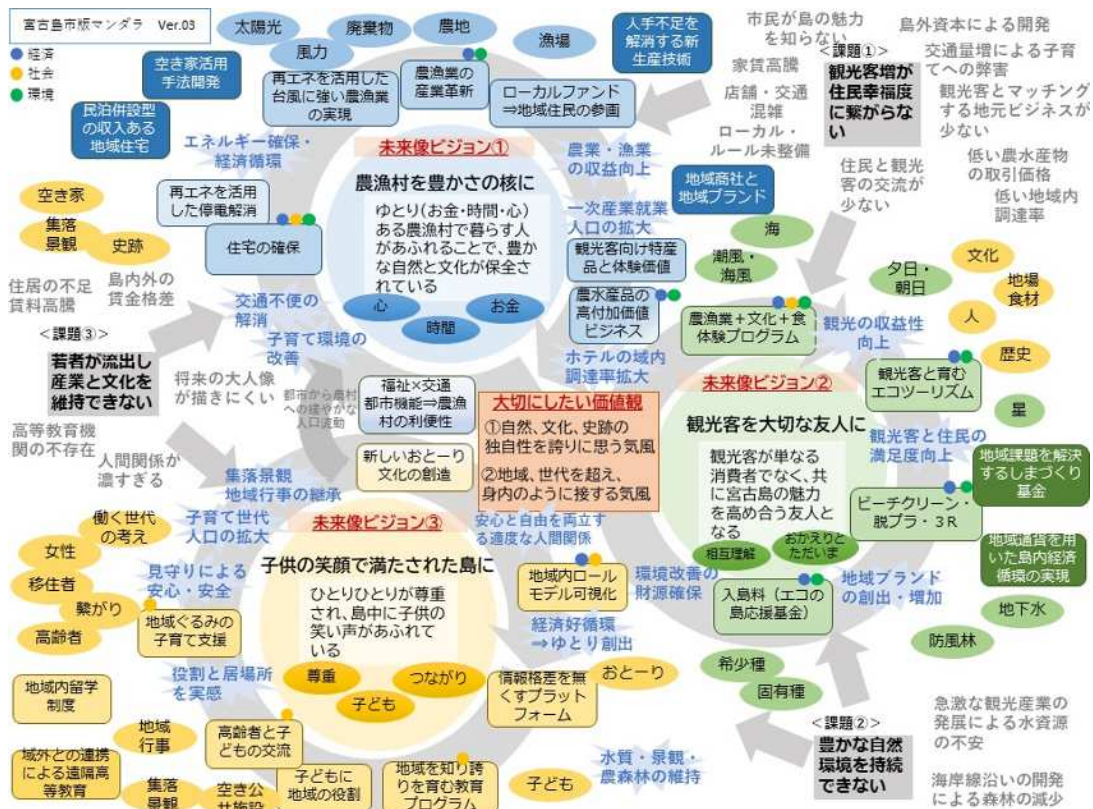 宮古島市版マンダラ Ver.03
経済
社会
環境
太陽光
風力
廃棄物
農地
漁場
人手不足を
解消する新
生産技術
空き家活用
手法開発
民泊併設型
の収入ある
地域住宅
再エネを活用した
台風に強い農漁業
の実現
農漁業の
産業革新
ローカルファンド
⇒地域住民の参画
市民が島の魅力
を知らない
家賃高騰
店舗・交通
混雑
ローカル・
ルール未整備
島外資本による開発
<課題①>
観光客増が
住民幸福度
に繋がらな
い
交通量増による子育
てへの弊害
観光客とマッチング
する地元ビジネスが
少ない
住民と観光
客の交流が
少ない
低い農水産物
の取引価格
低い地域内
調達率
エネルギー確保・
経済循環
未来像ビジョン①
農漁村を豊かさの核に
ゆとり(お金・時間・心)
ある農漁村で暮らす人
があふれることで、豊か
な自然と文化が保全さ
れている
心
時間
お金
農業・漁業
の収益向上
地域商社と
地域ブランド
一次産業就業
人口の拡大
観光客向け特産
品と体験価値
農水産品の
高付加価値
ビジネス
ホテルの域内
調達率拡大
空き家
集落
景観
史跡
再エネを活用
した停電解消
住宅の確保
住居の不足
賃料高騰
島内外の
賃金格差
交通不便の
解消
子育て環境の
改善
<課題③>
若者が流出し
産業と文化を
維持できない
将来の大人像
が描きにくい
高等教育機
関の不存在
人間関係が
濃すぎる
都市から農村
への緩やかな
人口流動
福祉×交通
都市機能⇒農漁
村の利便性
新しいおとーり
文化の創造
大切にしたい価値観
①自然、文化、史跡の
独自性を誇りに思う気風
②地域、世代を超え、
身内のように接する気風
海
潮風・
海風
夕日・
朝日
文化
地場
食材
人
歴史
星
農漁業+文化+食
体験プログラム
観光の収益性
向上
観光客と育む
エコツーリズム
未来像ビジョン②
観光客を大切な友人に
観光客が単なる
消費者でなく、共
に宮古島の魅力
を高め合う友人と
なる
相互理解
おかえりと
ただいま
観光客と住民の
満足度向上
地域課題を解決
するしまづくり
基金
ビーチクリーン・・
脱プラ・3R
地域通貨を用
いた島内経済
循環の実現
入島料(エコの
島応援基金)
環境改善の
財源確保
地域ブランド
の創出・増加
地下水
防風林
希少種
固有種
<課題②>
豊かな自然
環境を持続
できない
急激な観光産業の
発展による水資源
の不安
海岸線沿いの開発
による森林の減少
水質・景観・
農森林の維持
集落景観
地域行事の継承
子育て世代
人口の拡大
未来像ビジョン③
子供の笑顔で満たされた島に
ひとりひとりが尊重
され、島中に子供の
笑い声があふれて
いる
尊重
つながり
子ども
安心と自由を両立す
る適度な人間関係
地域内ロール
モデル可視化
経済好循環
⇒ゆとり創出
情報格差を無
くすプラット
フォーム
おとーり
働く世代
の考え
女性
移住者
繋がり
高齢者
見守りによる
安心・安全
地域ぐるみの
子育て支援
役割と居場所
を実感
地域内留学
制度
地域
行事
高齢者と子
どもの交流
域外との連携
による遠隔高
等教育
集落
景観
空き公
共施設
子どもに
地域の役割
地域を知り誇
りを育む教育
プログラム
子ども